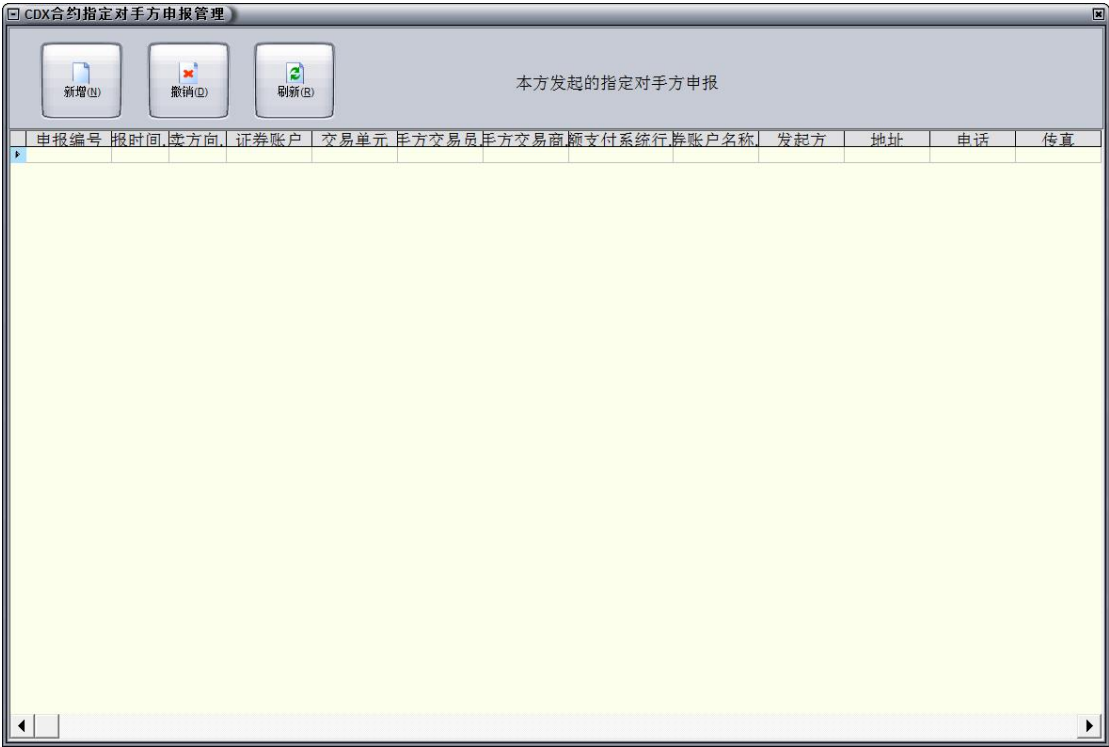 CDX合约指定对手方申报管理
新增(N) 撤销(D) 刷新(R) 本方发起的指定对手方申报
申报编号 报时间 卖方向 证券账户 交易单元 手方交易员 手方交易商 额支付系统行 券账户名称 发起方 地址 电话 传真